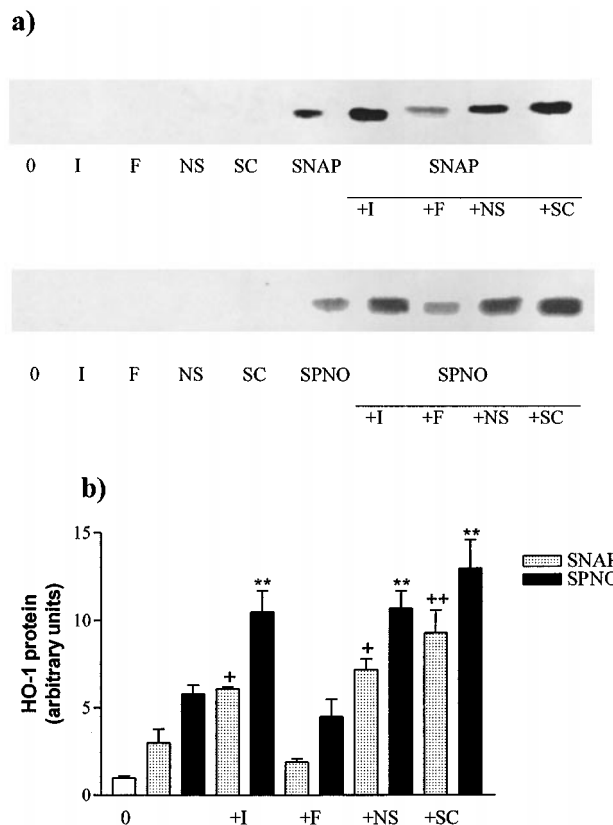 a)
0 I F NS SC SNAP SNAP
+I +F +NS +SC
0 I F NS SC SPNO SPNO
+I +F +NS +SC
b)
15
10
5
0
HO-1 protein
(arbitrary units)
** ** **
+ + ++
SNAP
SPNO
0 +I +F +NS +SC